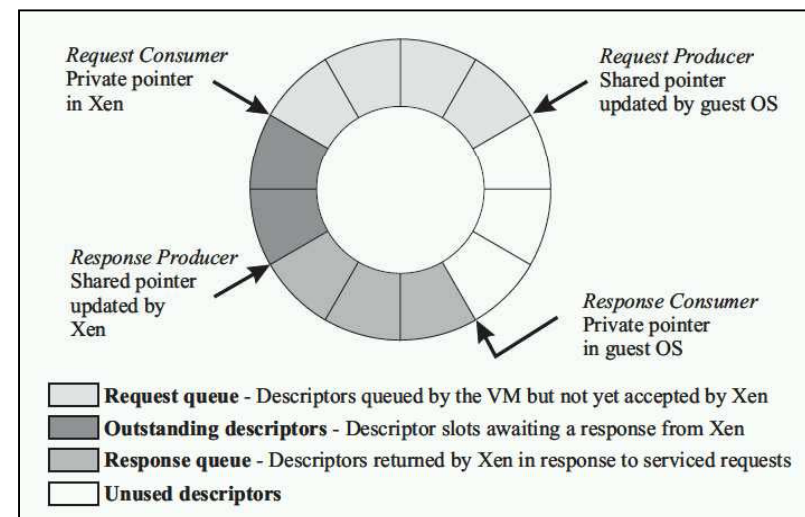 Request Consumer
Private pointer
in Xen
Request Producer
Shared pointer
updated by guest OS
Response Producer
Shared pointer
updated by
Xen
Response Consumer
Private pointer
in guest OS
Request queue - Descriptors queued by the VM but not yet accepted by Xen
Outstanding descriptors - Descriptor slots awaiting a response from Xen
Response queue - Descriptors returned by Xen in response to serviced requests
Unused descriptors